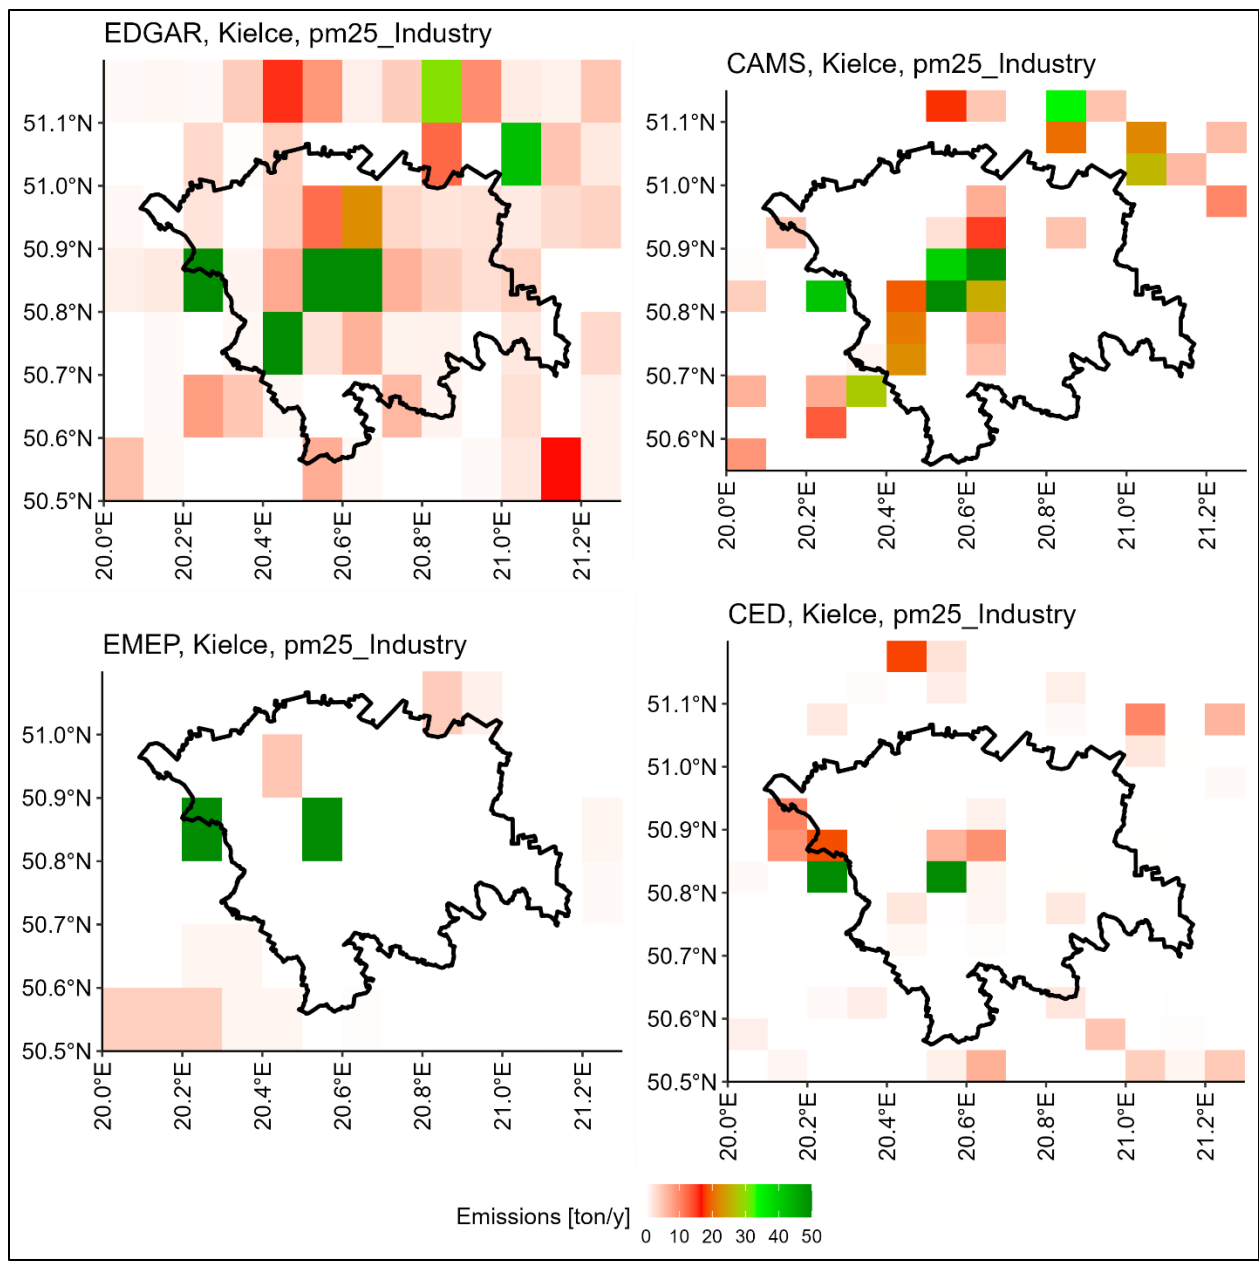 EDGAR, Kielce, pm25_Industry
51.1°N
51.0°N
50.9°N
50.8°N
50.7°N
50.6°N
50.5°N
20.0°E
20.2°E
20.4°E
20.6°E
20.8°E
21.0°E
21.2°E
CAMS, Kielce, pm25_Industry
51.1°N
51.0°N
50.9°N
50.8°N
50.7°N
50.6°N
20.0°E
20.2°E
20.4°E
20.6°E
20.8°E
21.0°E
21.2°E
EMEP, Kielce, pm25_Industry
51.0°N
50.9°N
50.8°N
50.7°N
50.6°N
50.5°N
20.0°E
20.2°E
20.4°E
20.6°E
20.8°E
21.0°E
21.2°E
CED, Kielce, pm25_Industry
51.1°N
51.0°N
50.9°N
50.8°N
50.7°N
50.6°N
50.5°N
20.0°E
20.2°E
20.4°E
20.6°E
20.8°E
21.0°E
21.2°E
Emissions [ton/y]
0 10 20 30 40 50